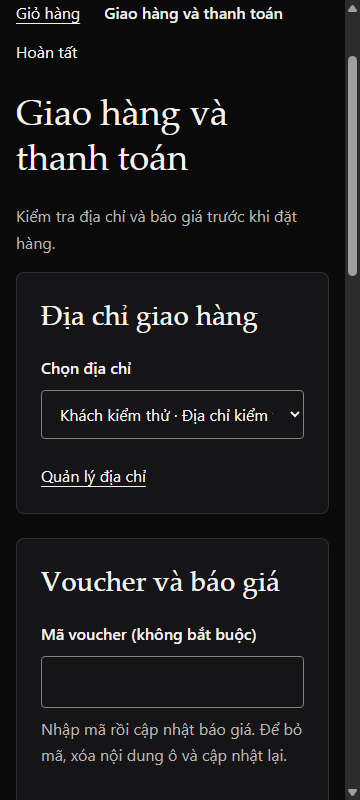 Giỏ hàng Giao hàng và thanh toán
Hoàn tất
Giao hàng và
thanh toán
Kiểm tra địa chỉ và báo giá trước khi đặt
hàng.
Địa chỉ giao hàng
Chọn địa chỉ
Khách kiểm thử · Địa chỉ kiểm
Quản lý địa chỉ
Voucher và báo giá
Mã voucher (không bắt buộc)
Nhập mã rồi cập nhật báo giá. Để bỏ
mã, xóa nội dung ô và cập nhật lại.